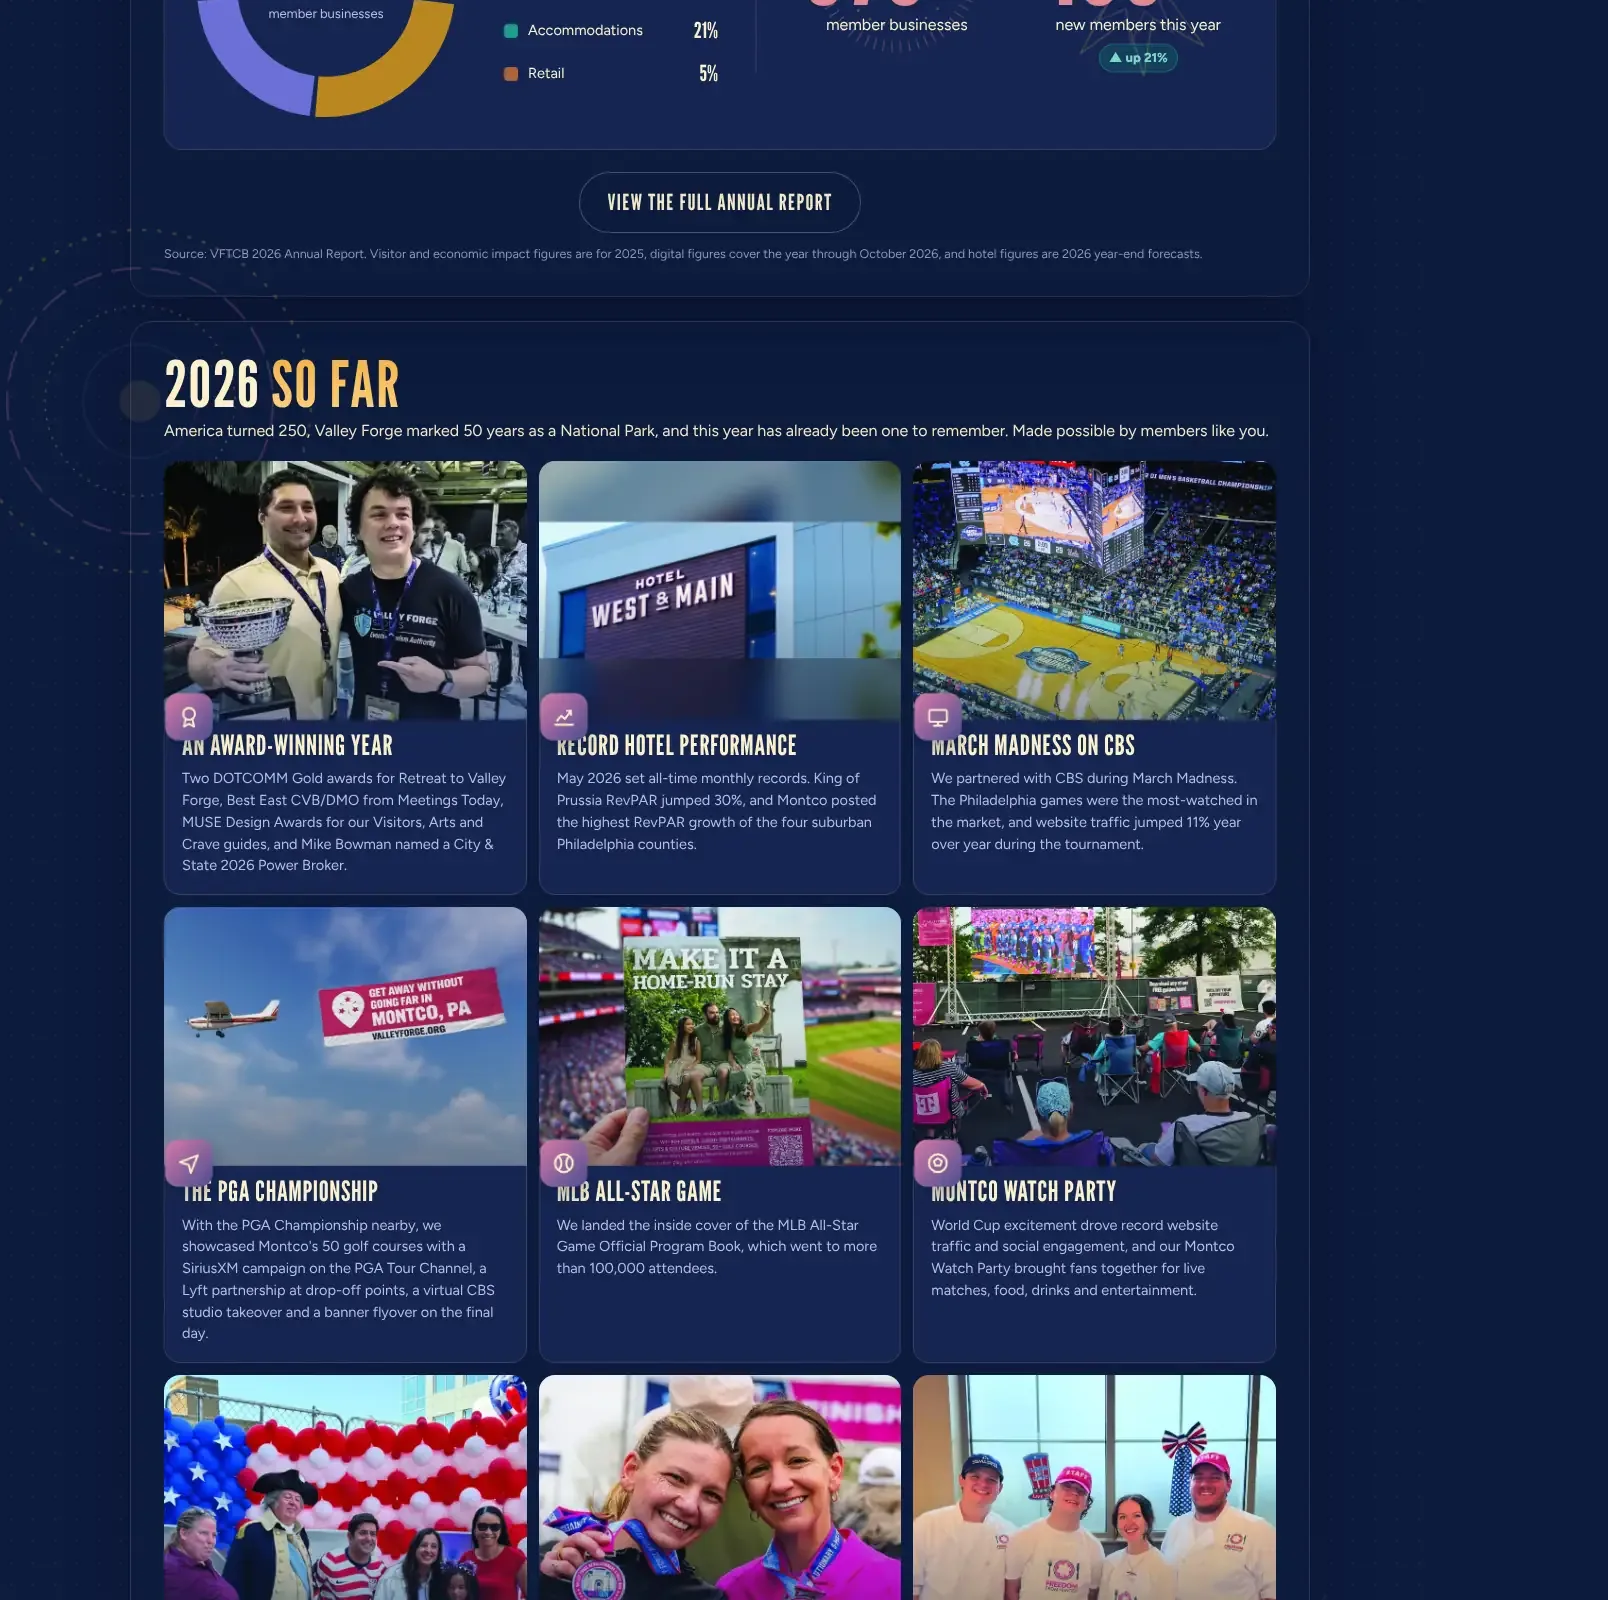 member businesses
Accommodations 21%
Retail 5%
member businesses
new members this year
▲ up 21%
VIEW THE FULL ANNUAL REPORT
Source: VFTCB 2026 Annual Report. Visitor and economic impact figures are for 2025, digital figures cover the year through October 2026, and hotel figures are 2026 year-end forecasts.
2026 SO FAR
America turned 250, Valley Forge marked 50 years as a National Park, and this year has already been one to remember. Made possible by members like you.
VALLEY FORGE
HOTEL
WEST & MAIN
D1 MEN'S BASKETBALL CHAMPIONSHIP
AN AWARD-WINNING YEAR
Two DOTCOMM Gold awards for Retreat to Valley
Forge, Best East CVB/DMO from Meetings Today,
MUSE Design Awards for our Visitors, Arts and
Crave guides, and Mike Bowman named a City &
State 2026 Power Broker.
RECORD HOTEL PERFORMANCE
May 2026 set all-time monthly records. King of
Prussia RevPAR jumped 30%, and Montco posted
the highest RevPAR growth of the four suburban
Philadelphia counties.
MARCH MADNESS ON CBS
We partnered with CBS during March Madness.
The Philadelphia games were the most-watched in
the market, and website traffic jumped 11% year
over year during the tournament.
GET AWAY WITHOUT
GOING FAR IN
MONTCO, PA
VALLEYFORGE.ORG
MAKE IT A
HOME-RUN STAY
THE PGA CHAMPIONSHIP
With the PGA Championship nearby, we
showcased Montco's 50 golf courses with a
SiriusXM campaign on the PGA Tour Channel, a
Lyft partnership at drop-off points, a virtual CBS
studio takeover and a banner flyover on the final
day.
MLB ALL-STAR GAME
We landed the inside cover of the MLB All-Star
Game Official Program Book, which went to more
than 100,000 attendees.
MONTCO WATCH PARTY
World Cup excitement drove record website
traffic and social engagement, and our Montco
Watch Party brought fans together for live
matches, food, drinks and entertainment.
FINISH
STAFF
FREEDOM